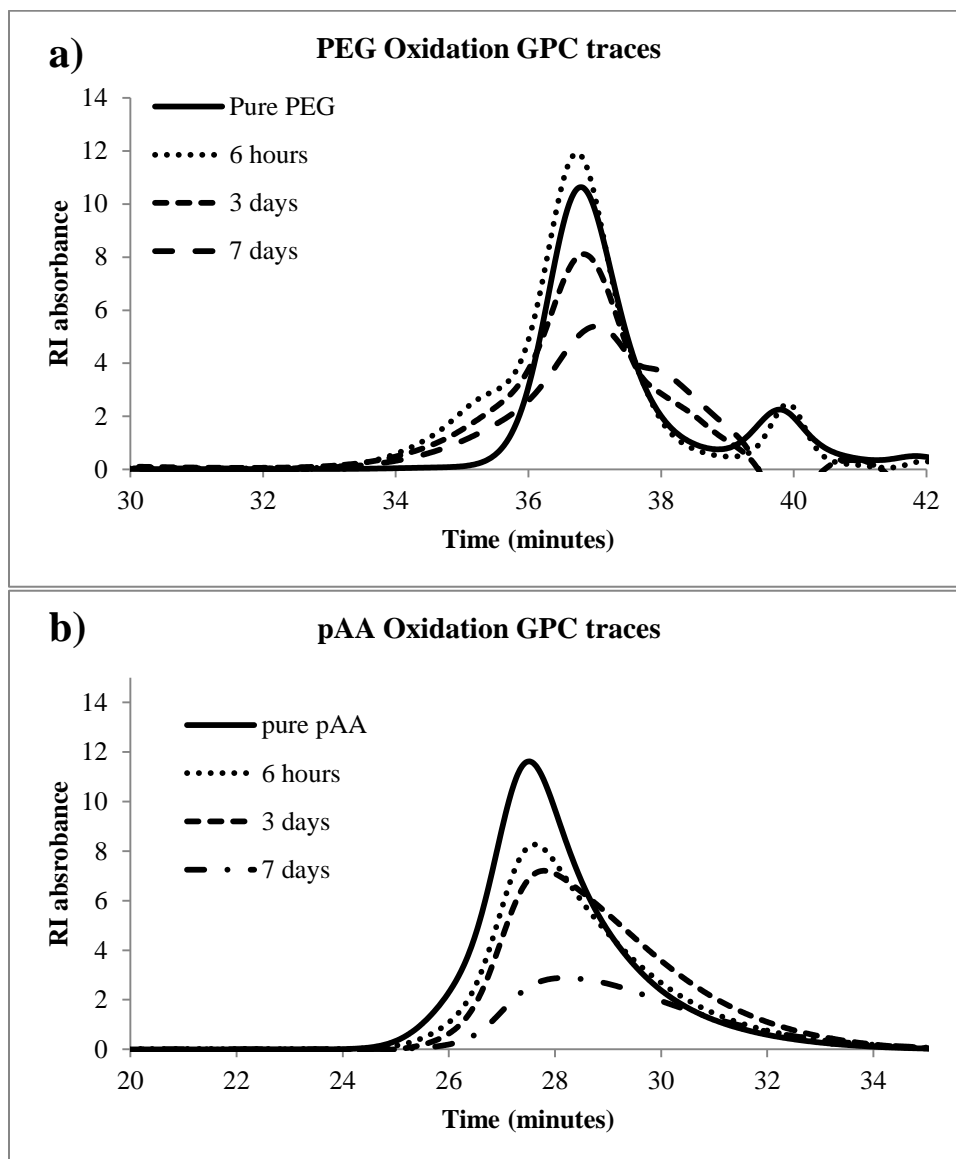 a)
PEG Oxidation GPC traces
Pure PEG
6 hours
3 days
7 days
RI absorbance
14
12
10
8
6
4
2
0
30 32 34 36 38 40 42
Time (minutes)
b)
pAA Oxidation GPC traces
pure pAA
6 hours
3 days
7 days
RI absrobance
14
12
10
8
6
4
2
0
20 22 24 26 28 30 32 34
Time (minutes)